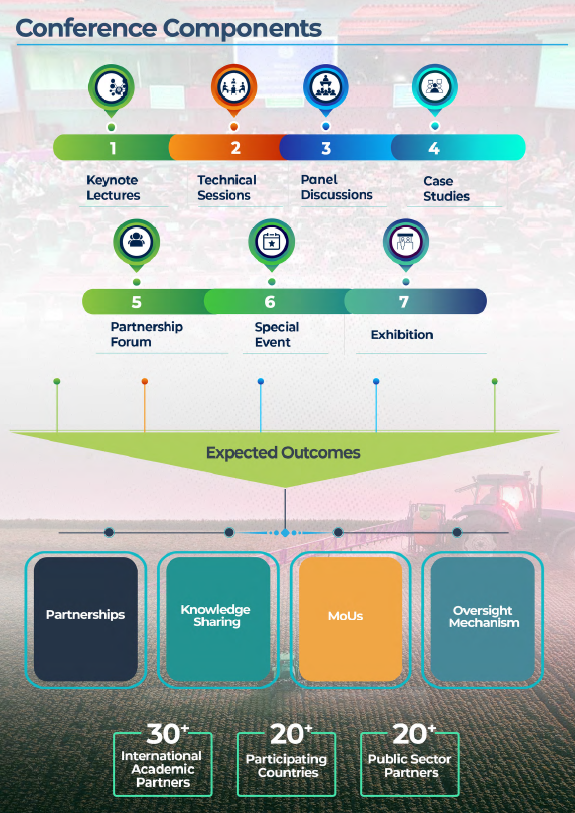 Conference Components
1
2
3
4
Keynote
Lectures
Technical
Sessions
Panel
Discussions
Case
Studies
5
6
7
Partnership
Forum
Special
Event
Exhibition
Expected Outcomes
Partnerships
Knowledge
Sharing
MoUs
Oversight
Mechanism
30+
International
Academic
Partners
20+
Participating
Countries
20+
Public Sector
Partners